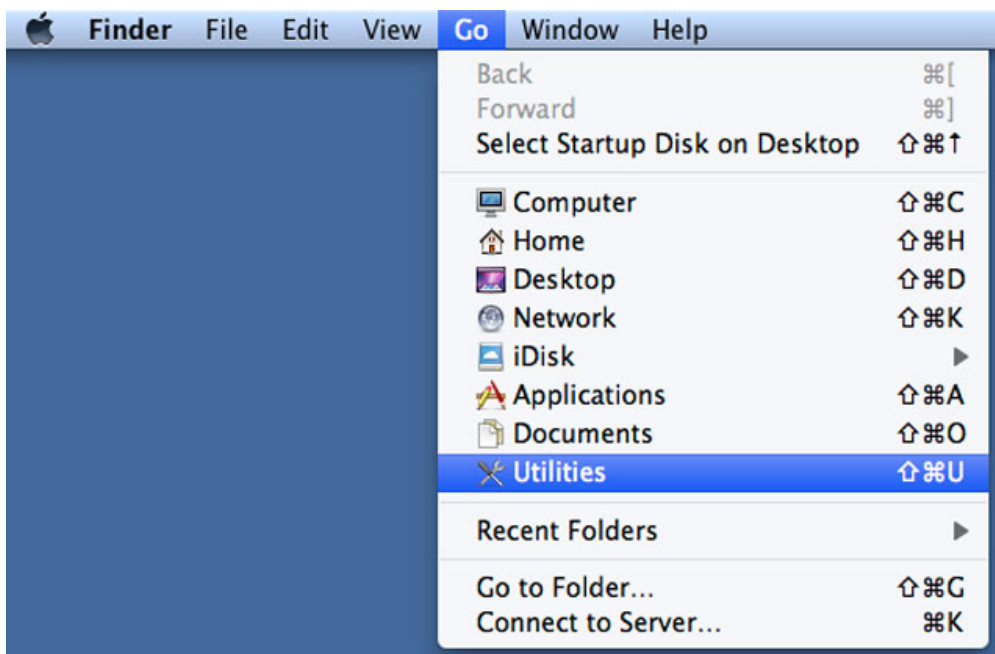 Finder File Edit View Go Window Help
Back ⌘[
Forward ⌘]
Select Startup Disk on Desktop ⇧⌘↑
Computer ⇧⌘C
Home ⇧⌘H
Desktop ⇧⌘D
Network ⇧⌘K
iDisk
Applications ⇧⌘A
Documents ⇧⌘O
Utilities ⇧⌘U
Recent Folders
Go to Folder... ⇧⌘G
Connect to Server... ⌘K